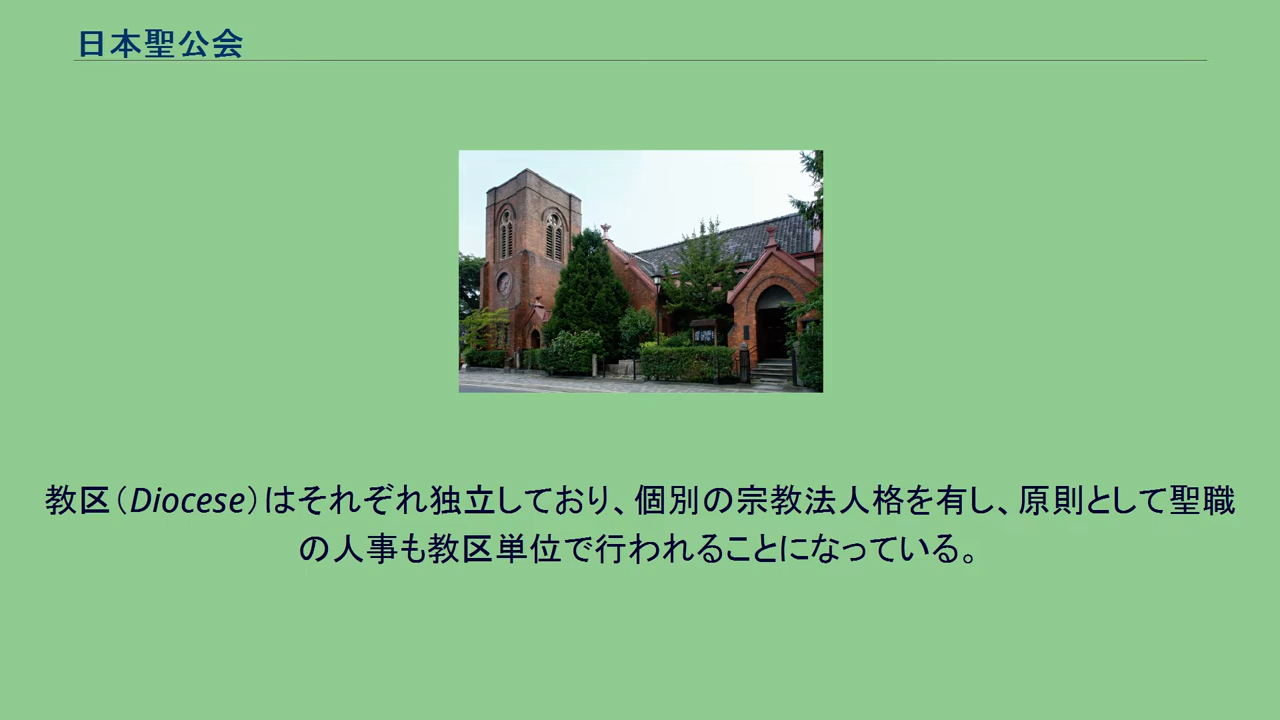 日本聖公会
教区（Diocese）はそれぞれ独立しており、個別の宗教法人格を有し、原則として聖職
の人事も教区単位で行われることになっている。